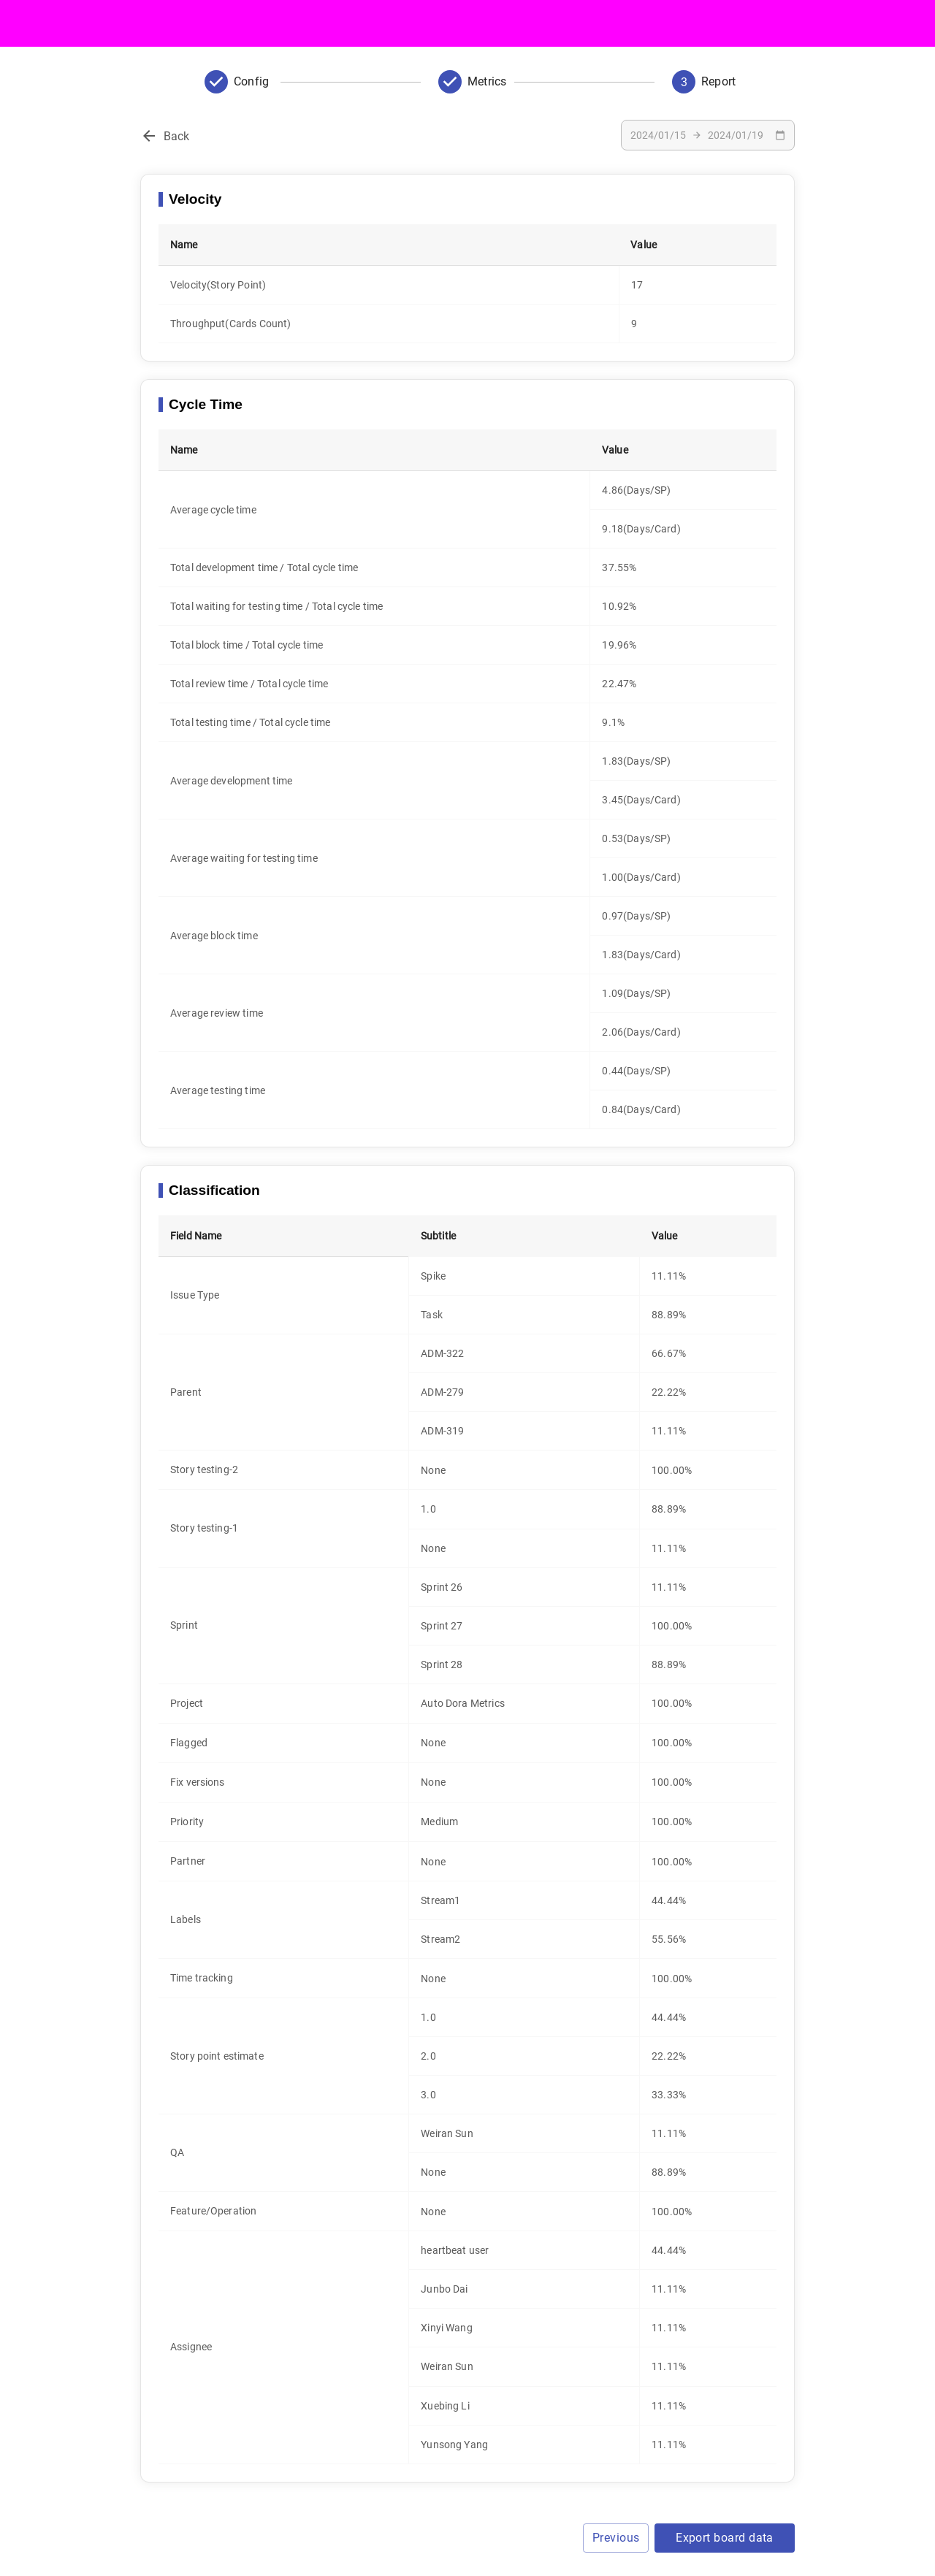 Config
Metrics
3 Report
Back
2024/01/15 → 2024/01/19
Velocity
Name Value
Velocity(Story Point) 17
Throughput(Cards Count) 9
Cycle Time
Name Value
Average cycle time 4.86(Days/SP)
9.18(Days/Card)
Total development time / Total cycle time 37.55%
Total waiting for testing time / Total cycle time 10.92%
Total block time / Total cycle time 19.96%
Total review time / Total cycle time 22.47%
Total testing time / Total cycle time 9.1%
Average development time 1.83(Days/SP)
3.45(Days/Card)
Average waiting for testing time 0.53(Days/SP)
1.00(Days/Card)
Average block time 0.97(Days/SP)
1.83(Days/Card)
Average review time 1.09(Days/SP)
2.06(Days/Card)
Average testing time 0.44(Days/SP)
0.84(Days/Card)
Classification
Field Name Subtitle Value
Issue Type Spike 11.11%
Task 88.89%
Parent ADM-322 66.67%
ADM-279 22.22%
ADM-319 11.11%
Story testing-2 None 100.00%
Story testing-1 1.0 88.89%
None 11.11%
Sprint Sprint 26 11.11%
Sprint 27 100.00%
Sprint 28 88.89%
Project Auto Dora Metrics 100.00%
Flagged None 100.00%
Fix versions None 100.00%
Priority Medium 100.00%
Partner None 100.00%
Labels Stream1 44.44%
Stream2 55.56%
Time tracking None 100.00%
Story point estimate 1.0 44.44%
2.0 22.22%
3.0 33.33%
QA Weiran Sun 11.11%
None 88.89%
Feature/Operation None 100.00%
Assignee heartbeat user 44.44%
Junbo Dai 11.11%
Xinyi Wang 11.11%
Weiran Sun 11.11%
Xuebing Li 11.11%
Yunsong Yang 11.11%
Previous
Export board data